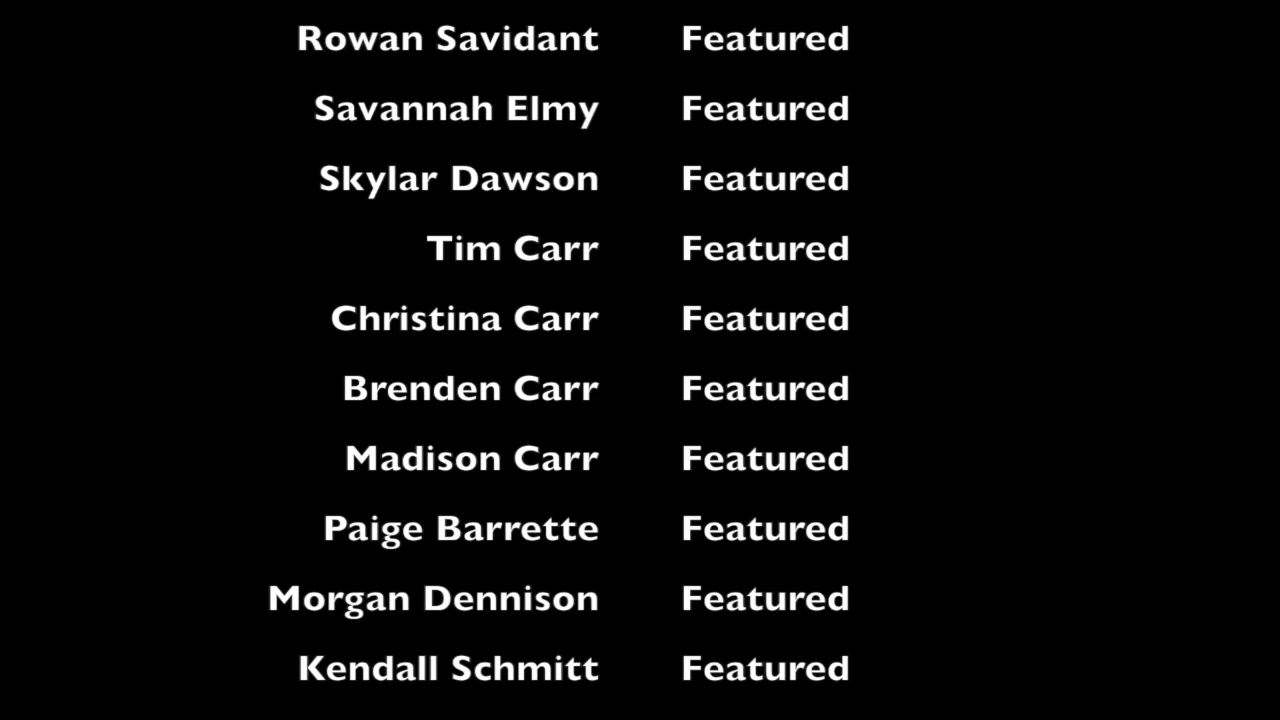 Rowan Savidant Featured
Savannah Elmy Featured
Skylar Dawson Featured
Tim Carr Featured
Christina Carr Featured
Brenden Carr Featured
Madison Carr Featured
Paige Barrette Featured
Morgan Dennison Featured
Kendall Schmitt Featured